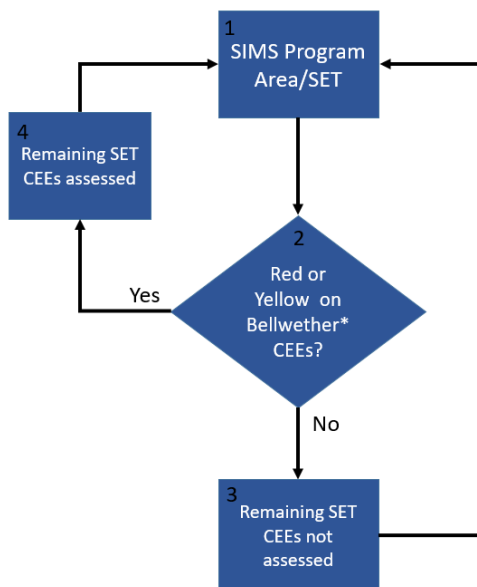 1
SIMS Program
Area/SET
4
Remaining SET
CEEs assessed
2
Red or
Yellow on
Bellwether*
CEEs?
Yes
No
3
Remaining SET
CEEs not
assessed